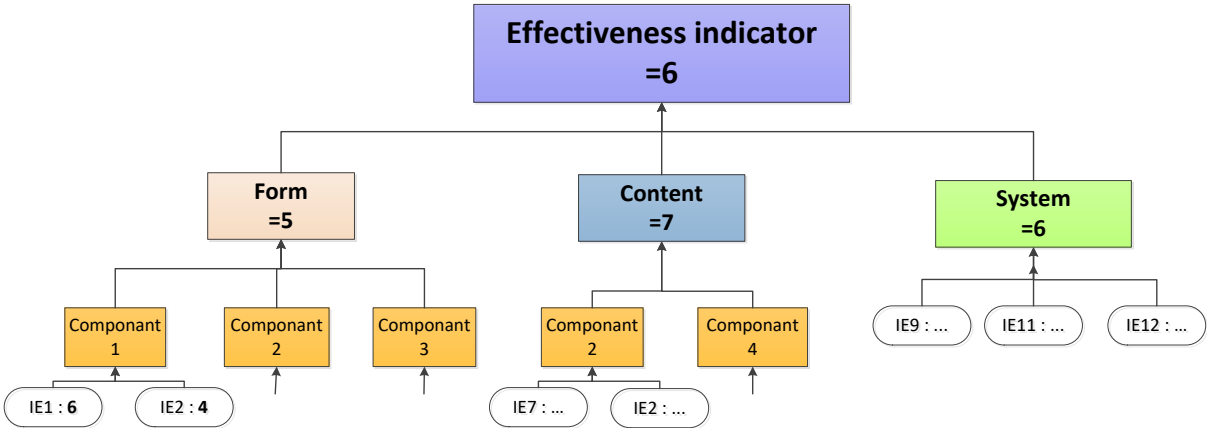 Effectiveness indicator
=6
Form
=5
Content
=7
System
=6
Componant
1
Componant
2
Componant
3
Componant
2
Componant
4
IE9 : ...
IE11 : ...
IE12 : ...
IE1 : 6
IE2 : 4
IE7 : ...
IE2 : ...